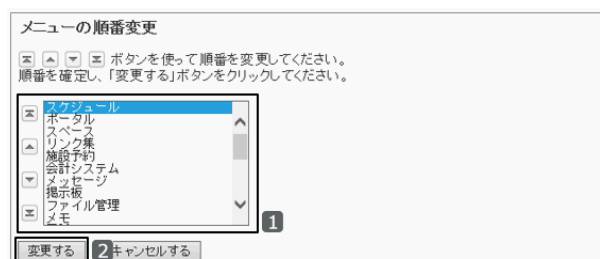 メニューの順番変更
ボタンを使って順番を変更してください。
順番を確定し、「変更する」ボタンをクリックしてください。
スケジュール
ポータル
スペース
リンク集
施設予約
会計システム
メッセージ
掲示板
ファイル管理
メモ
1
変更する 2 キャンセルする